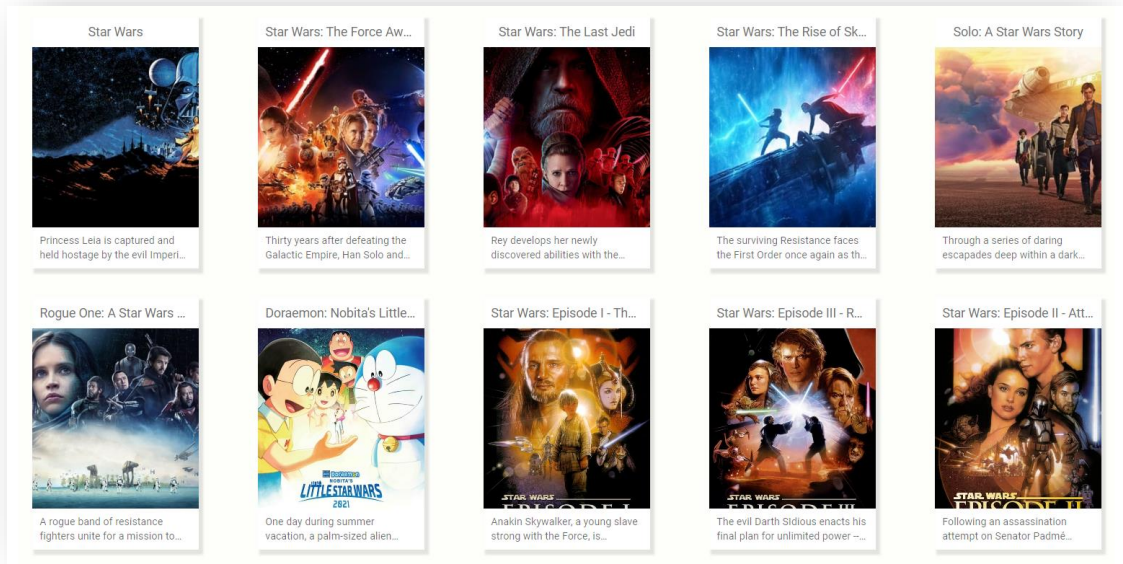 Star Wars
Star Wars: The Force Aw...
Star Wars: The Last Jedi
Star Wars: The Rise of Sk...
Solo: A Star Wars Story
Princess Leia is captured and
held hostage by the evil Imperi...
Thirty years after defeating the
Galactic Empire, Han Solo and...
Rey develops her newly
discovered abilities with the...
The surviving Resistance faces
the First Order once again as th...
Through a series of daring
escapades deep within a dark...
Rogue One: A Star Wars ...
Doraemon: Nobita's Little...
Star Wars: Episode I - Th...
Star Wars: Episode III - R...
Star Wars: Episode II - Att...
NOBITA'S
LITTLE STAR WARS
2021
STAR WARS
EPISODE I
STAR WARS
EPISODE III
STAR WARS
EPISODE II
A rogue band of resistance
fighters unite for a mission to...
One day during summer
vacation, a palm-sized alien...
Anakin Skywalker, a young slave
strong with the Force, is...
The evil Darth Sidious enacts his
final plan for unlimited power --...
Following an assassination
attempt on Senator Padmé...